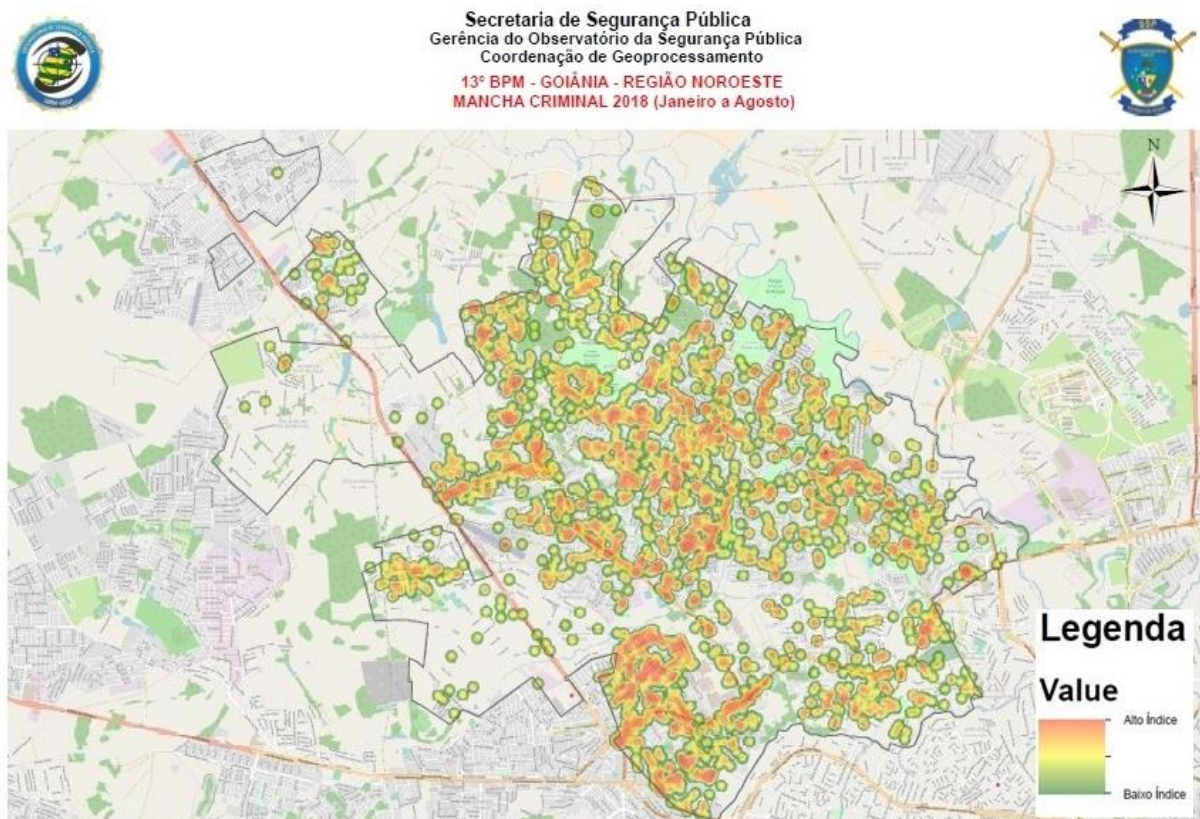 Secretaria de Segurança Pública
Gerência do Observatório da Segurança Pública
Coordenação de Geoprocessamento
13º BPM - GOIÂNIA - REGIÃO NOROESTE
MANCHA CRIMINAL 2018 (Janeiro a Agosto)
SSP
N
Legenda
Value
Alto Índice
Baixo Índice